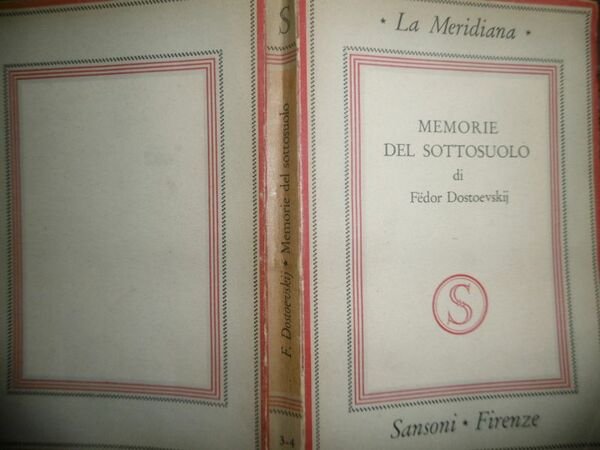 S
F. Dostoevskij * Memorie del sottosuolo
3-4
* La Meridiana *
MEMORIE
DEL SOTTOSUOLO
di
Fëdor Dostoevskij
S
Sansoni * Firenze